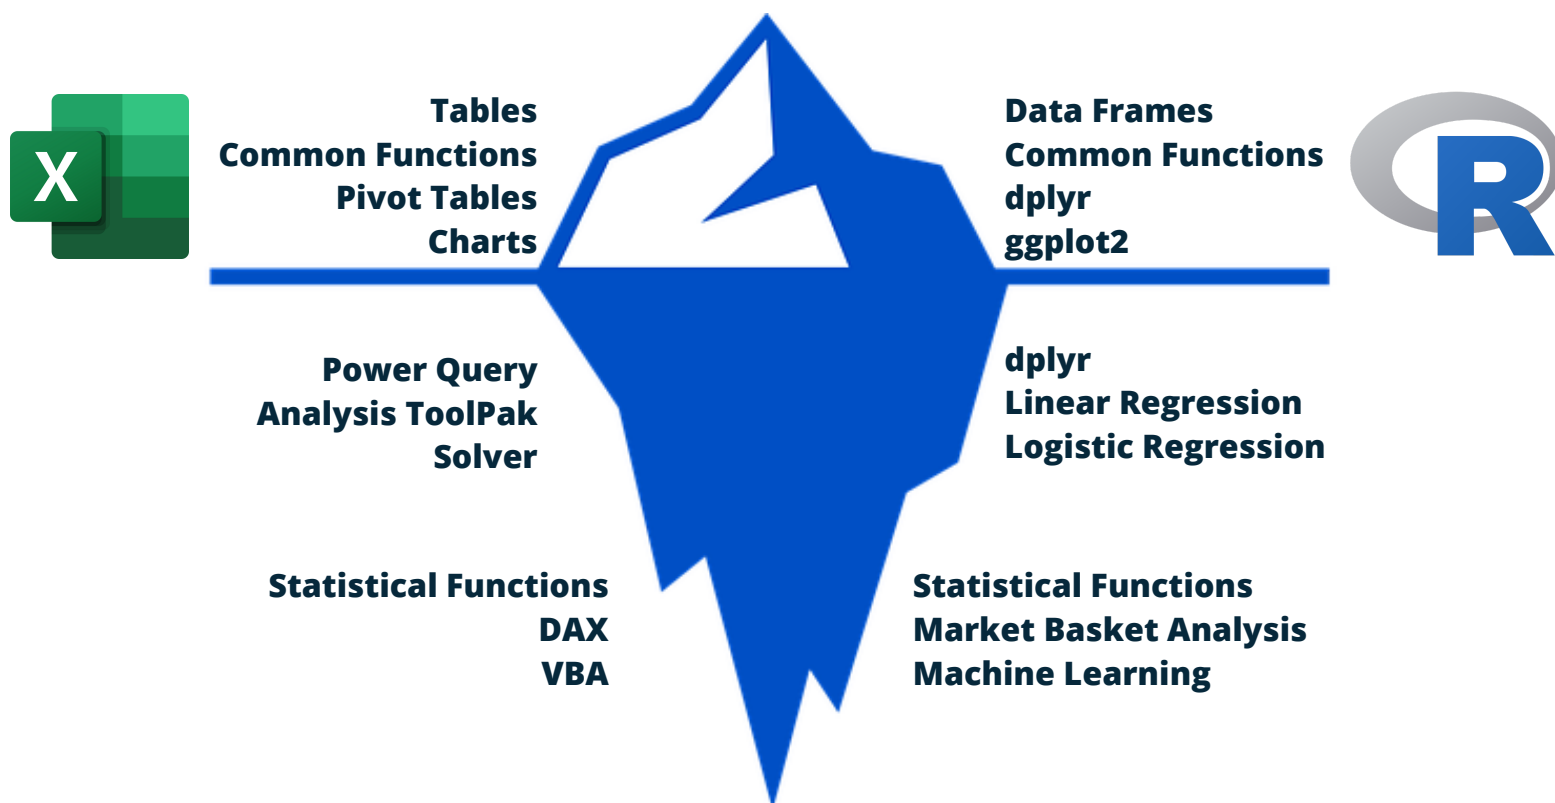 X
Tables
Common Functions
Pivot Tables
Charts
Data Frames
Common Functions
dplyr
ggplot2
R
Power Query
Analysis ToolPak
Solver
dplyr
Linear Regression
Logistic Regression
Statistical Functions
DAX
VBA
Statistical Functions
Market Basket Analysis
Machine Learning